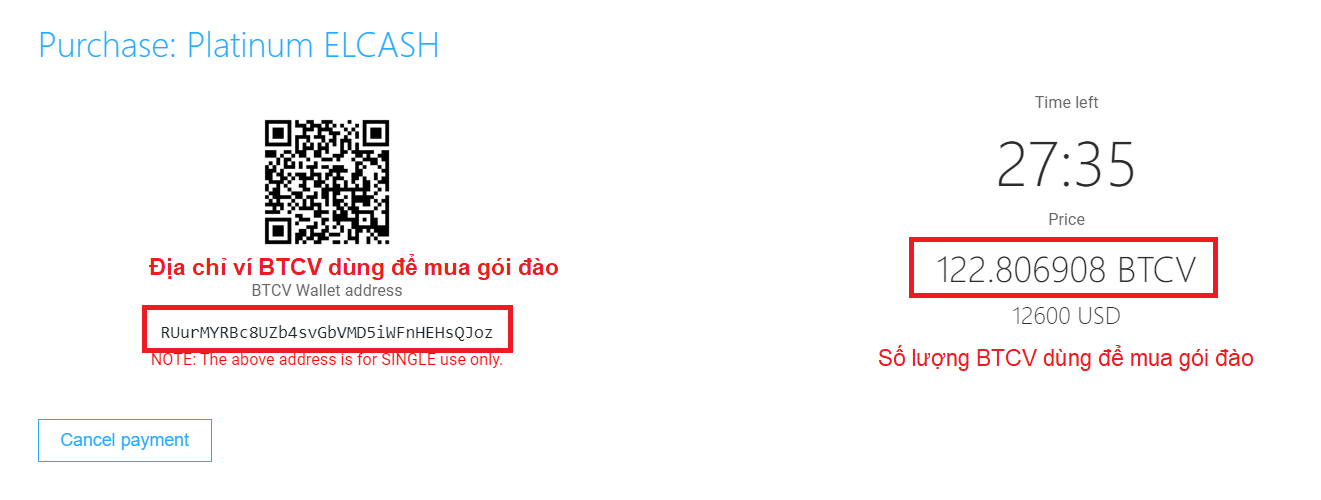 Purchase: Platinum ELCASH
Địa chỉ ví BTCV dùng để mua gói đào
BTCV Wallet address
RUurMYRBc8UZb4svGbVMD5iWFnHEHsQJoz
NOTE: The above address is for SINGLE use only.
Cancel payment
Time left
27:35
Price
122.806908 BTCV
12600 USD
Số lượng BTCV dùng để mua gói đào